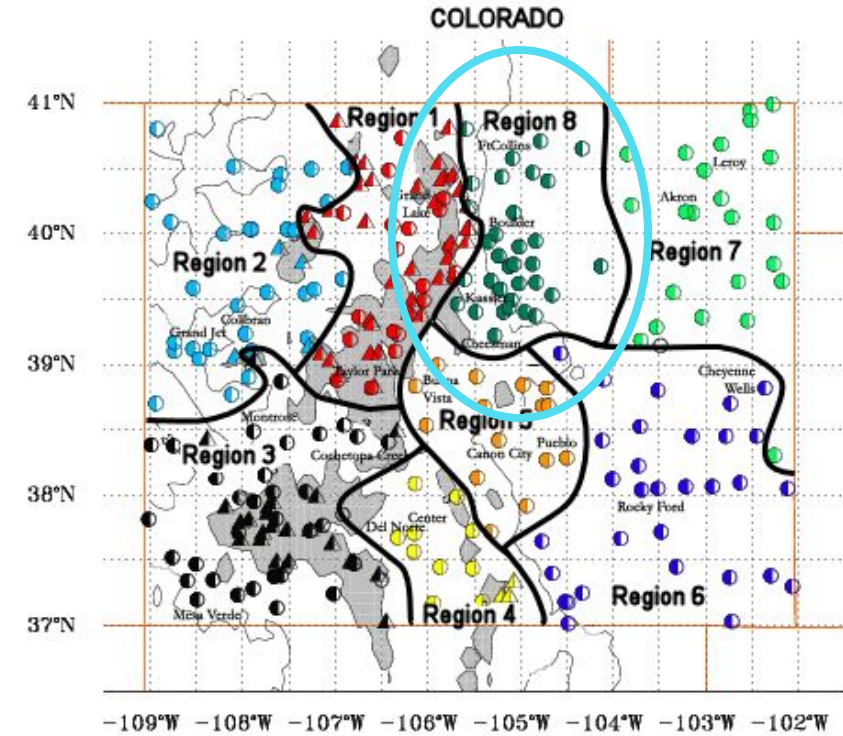 COLORADO
41°N
40°N
39°N
38°N
37°N
Region 1
Region 8
FtCollins
Leroy
Akron
Lake
Boulder
Region 2
Region 7
Kassler
Collbran
Grand Jct
Cheesman
Taylor Park
Buena
Vista
Cheyenne
Wells
Montrose
Region 5
Region 3
Cochetopa Creek
Canon City
Pueblo
Del Norte
Center
Rocky Ford
Mesa Verde
Region 4
Region 6
-109°W -108°W -107°W -106°W -105°W -104°W -103°W -102°W